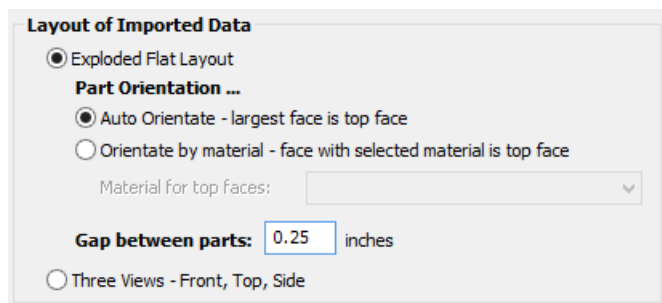 Layout of Imported Data
Exploded Flat Layout
Part Orientation ...
Auto Orientate - largest face is top face
Orientate by material - face with selected material is top face
Material for top faces:
Gap between parts: 0.25 inches
Three Views - Front, Top, Side